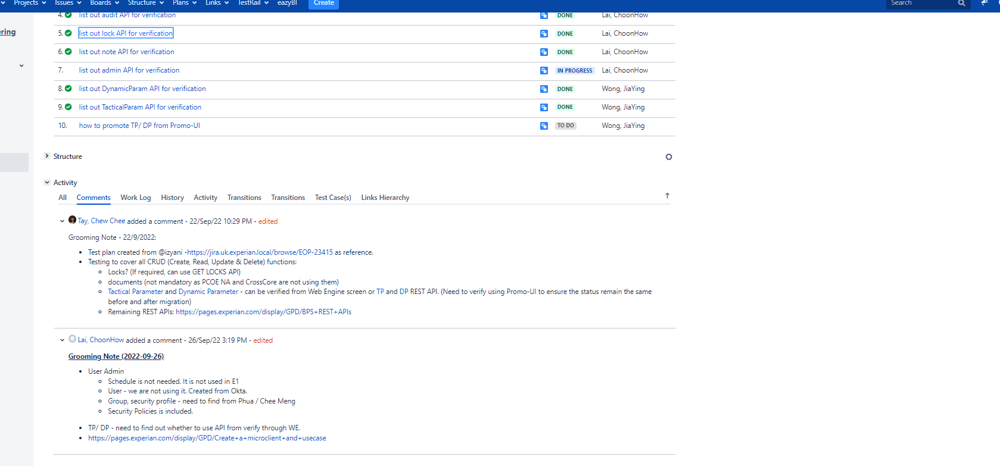 Projects Issues Boards Structure Plans Links TestRail eazyBI Create Search
ering
4. list out audit API for verification DONE Lai, ChoonHow
5. list out lock API for verification DONE Lai, ChoonHow
6. list out note API for verification DONE Lai, ChoonHow
7. list out admin API for verification IN PROGRESS Lai, ChoonHow
8. list out DynamicParam API for verification DONE Wong, JiaYing
9. list out TacticalParam API for verification DONE Wong, JiaYing
10. how to promote TP/ DP from Promo-UI TO DO Wong, JiaYing
Structure
Activity
All Comments Work Log History Activity Transitions Transitions Test Case(s) Links Hierarchy
Tay, Chew Chee added a comment - 22/Sep/22 10:29 PM - edited
Grooming Note - 22/9/2022:
• Test plan created from @izyani -https://jira.uk.experian.local/browse/EOP-23415 as reference.
• Testing to cover all CRUD (Create, Read, Update & Delete) functions:
◦ Locks? (If required, can use GET LOCKS API)
◦ documents (not mandatory as PCOE NA and CrossCore are not using them)
◦ Tactical Parameter and Dynamic Parameter - can be verified from Web Engine screen or TP and DP REST API. (Need to verify using Promo-UI to ensure the status remain the
before and after migration)
◦ Remaining REST APIs: https://pages.experian.com/display/GPD/BPS+REST+APIs
Lai, ChoonHow added a comment - 26/Sep/22 3:19 PM - edited
Grooming Note (2022-09-26)
• User Admin
◦ Schedule is not needed. It is not used in E1
◦ User - we are not using it. Created from Okta.
◦ Group, security profile - need to find from Phua / Chee Meng
◦ Security Policies is included.
• TP/ DP - need to find out whether to use API from verify through WE.
• https://pages.experian.com/display/GPD/Create+a+microclient+and+usecase